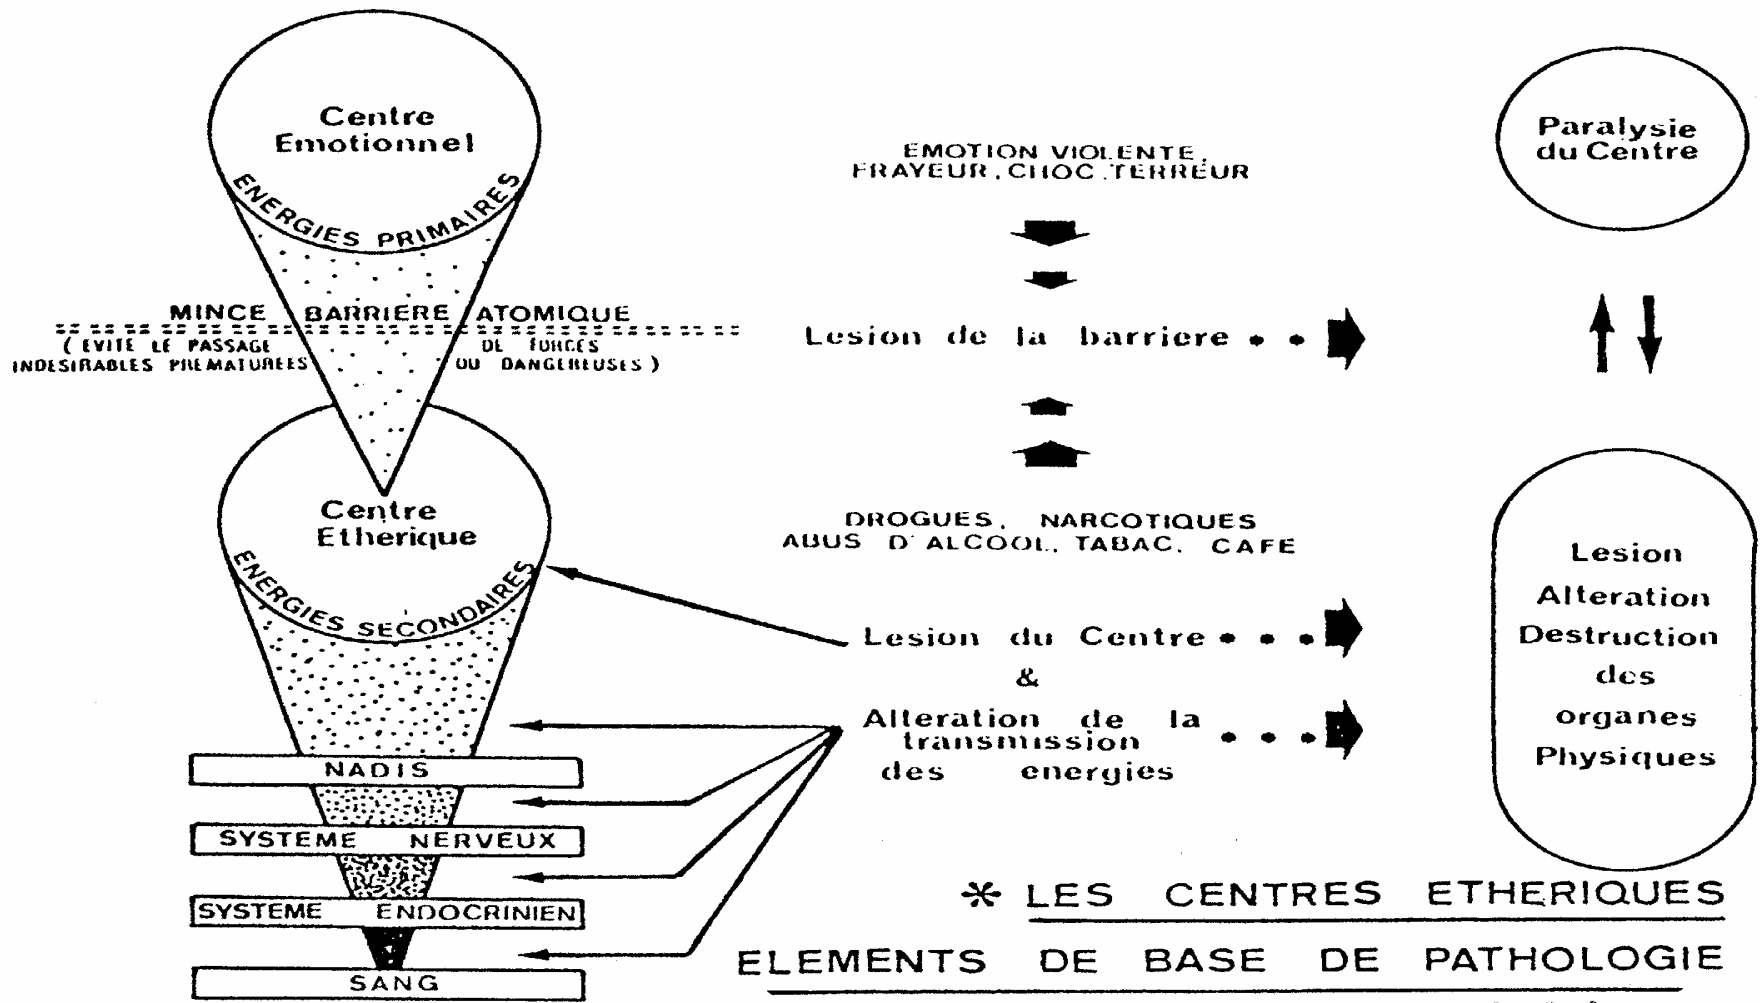 Centre
Emotionnel
ENERGIES PRIMAIRES
MINCE BARRIERE ATOMIQUE
( EVITE LE PASSAGE DE FORCES
INDESIRABLES PREMATUREES OU DANGEREUSES )
Centre
Etherique
ENERGIES SECONDAIRES
NADIS
SYSTEME NERVEUX
SYSTEME ENDOCRINIEN
SANG
EMOTION VIOLENTE,
FRAYEUR, CHOC, TERREUR
Lesion de la barriere
DROGUES, NARCOTIQUES
ABUS D'ALCOOL, TABAC, CAFE
Lesion du Centre
&
Alteration de la
transmission
des energies
Paralysie
du Centre
Lesion
Alteration
Destruction
des
organes
Physiques
* LES CENTRES ETHERIQUES
ELEMENTS DE BASE DE PATHOLOGIE